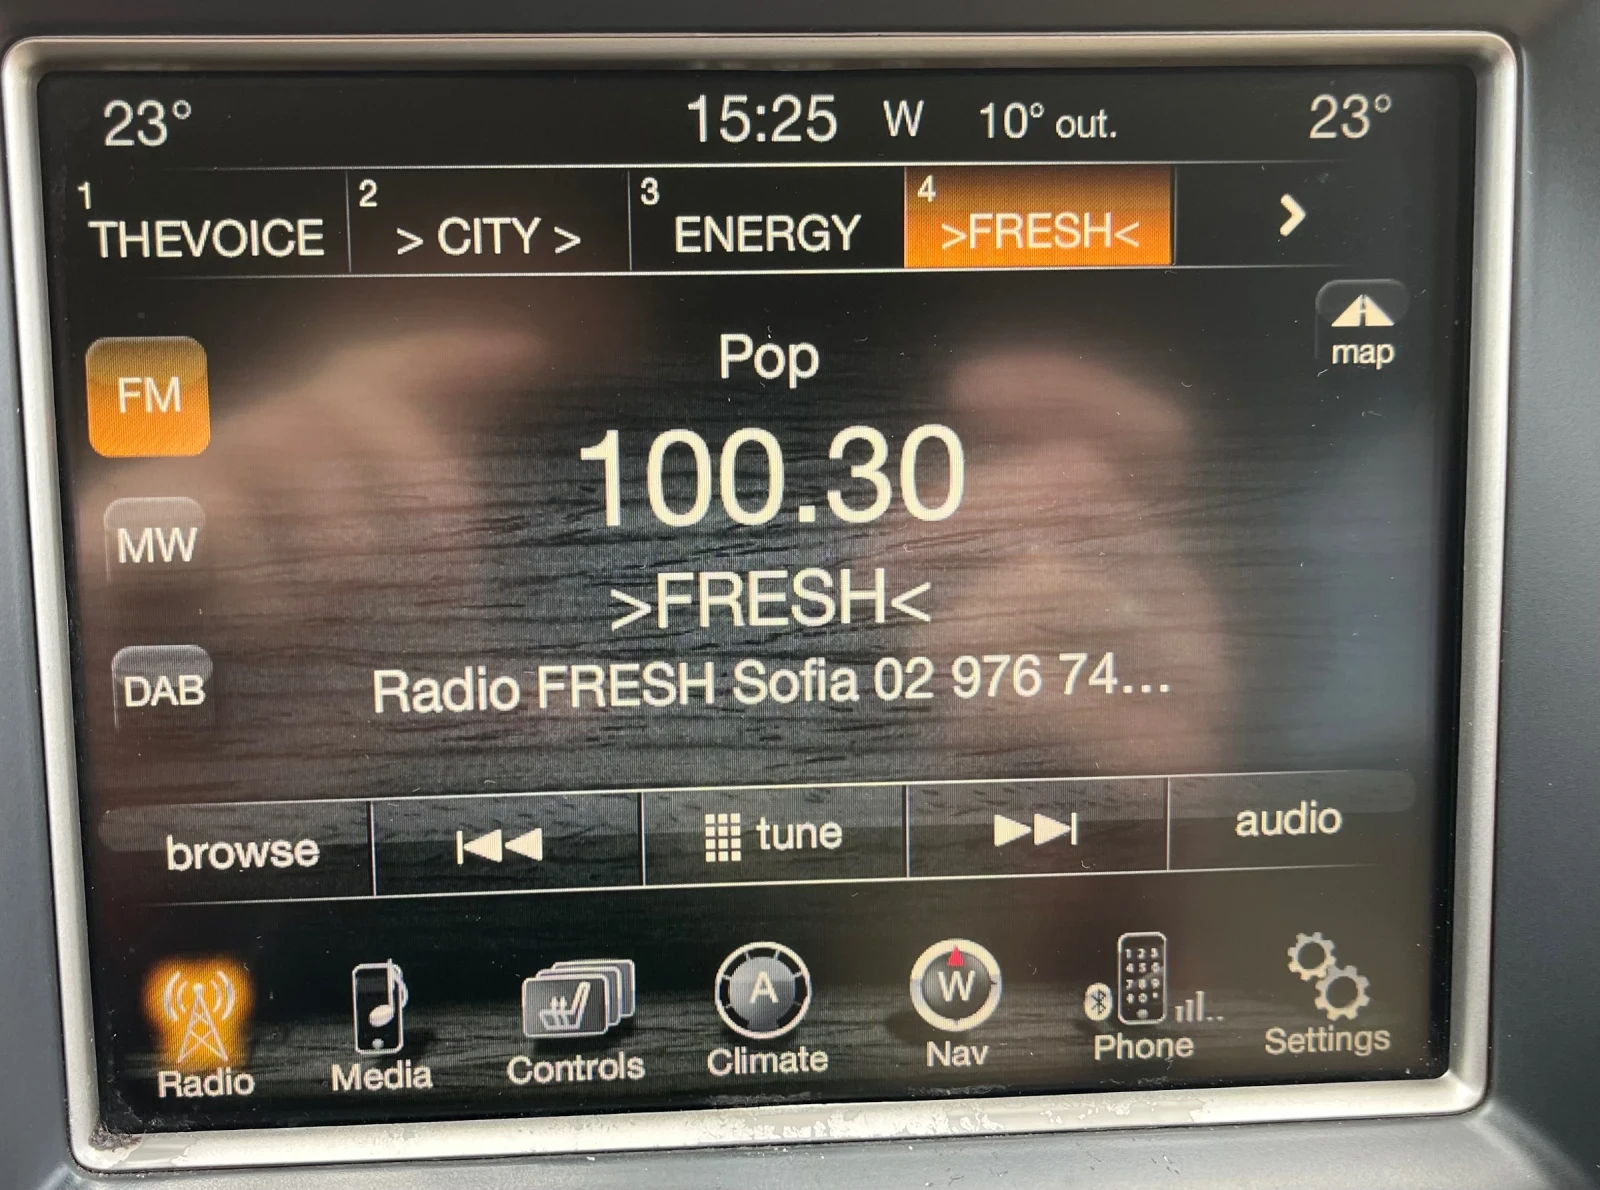 23° 15:25 W 10° out. 23°
1 2 3 4
THEVOICE > CITY > ENERGY >FRESH<
map
Pop
FM
100.30
MW
>FRESH<
DAB
Radio FRESH Sofia 02 976 74...
browse tune audio
A W
Radio Media Controls Climate Nav Phone Settings